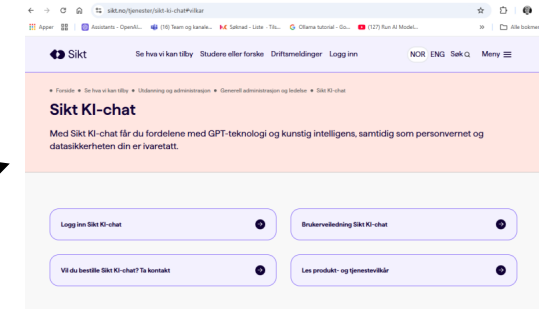 sikt.no/tjenester/sikt-ki-chat#vilkar
Apper
Assistants - OpenAI...
(16) Team og kanale...
Søknad - Liste - Tils...
Ollama tutorial - Go...
(127) Run AI Model...
»
Alle bokmer
Sikt
Se hva vi kan tilby Studere eller forske Driftsmeldinger Logg inn
NOR ENG Søk Meny
Forside • Se hva vi kan tilby • Utdanning og administrasjon • Generell administrasjon og ledelse • Sikt KI-chat
Sikt KI-chat
Med Sikt KI-chat får du fordelene med GPT-teknologi og kunstig intelligens, samtidig som personvernet og
datasikkerheten din er ivaretatt.
Logg inn Sikt KI-chat
Brukerveiledning Sikt KI-chat
Vil du bestille Sikt KI-chat? Ta kontakt
Les produkt- og tjenestevilkår